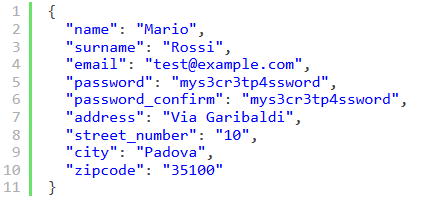 1 {
2 "name": "Mario",
3 "surname": "Rossi",
4 "email": "test@example.com",
5 "password": "mys3cr3tp4ssword",
6 "password_confirm": "mys3cr3tp4ssword",
7 "address": "Via Garibaldi",
8 "street_number": "10",
9 "city": "Padova",
10 "zipcode": "35100"
11 }